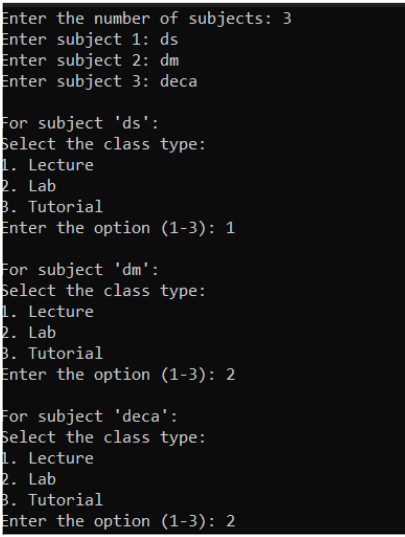 Enter the number of subjects: 3
Enter subject 1: ds
Enter subject 2: dm
Enter subject 3: deca
For subject 'ds':
Select the class type:
1. Lecture
2. Lab
3. Tutorial
Enter the option (1-3): 1
For subject 'dm':
Select the class type:
1. Lecture
2. Lab
3. Tutorial
Enter the option (1-3): 2
For subject 'deca':
Select the class type:
1. Lecture
2. Lab
3. Tutorial
Enter the option (1-3): 2